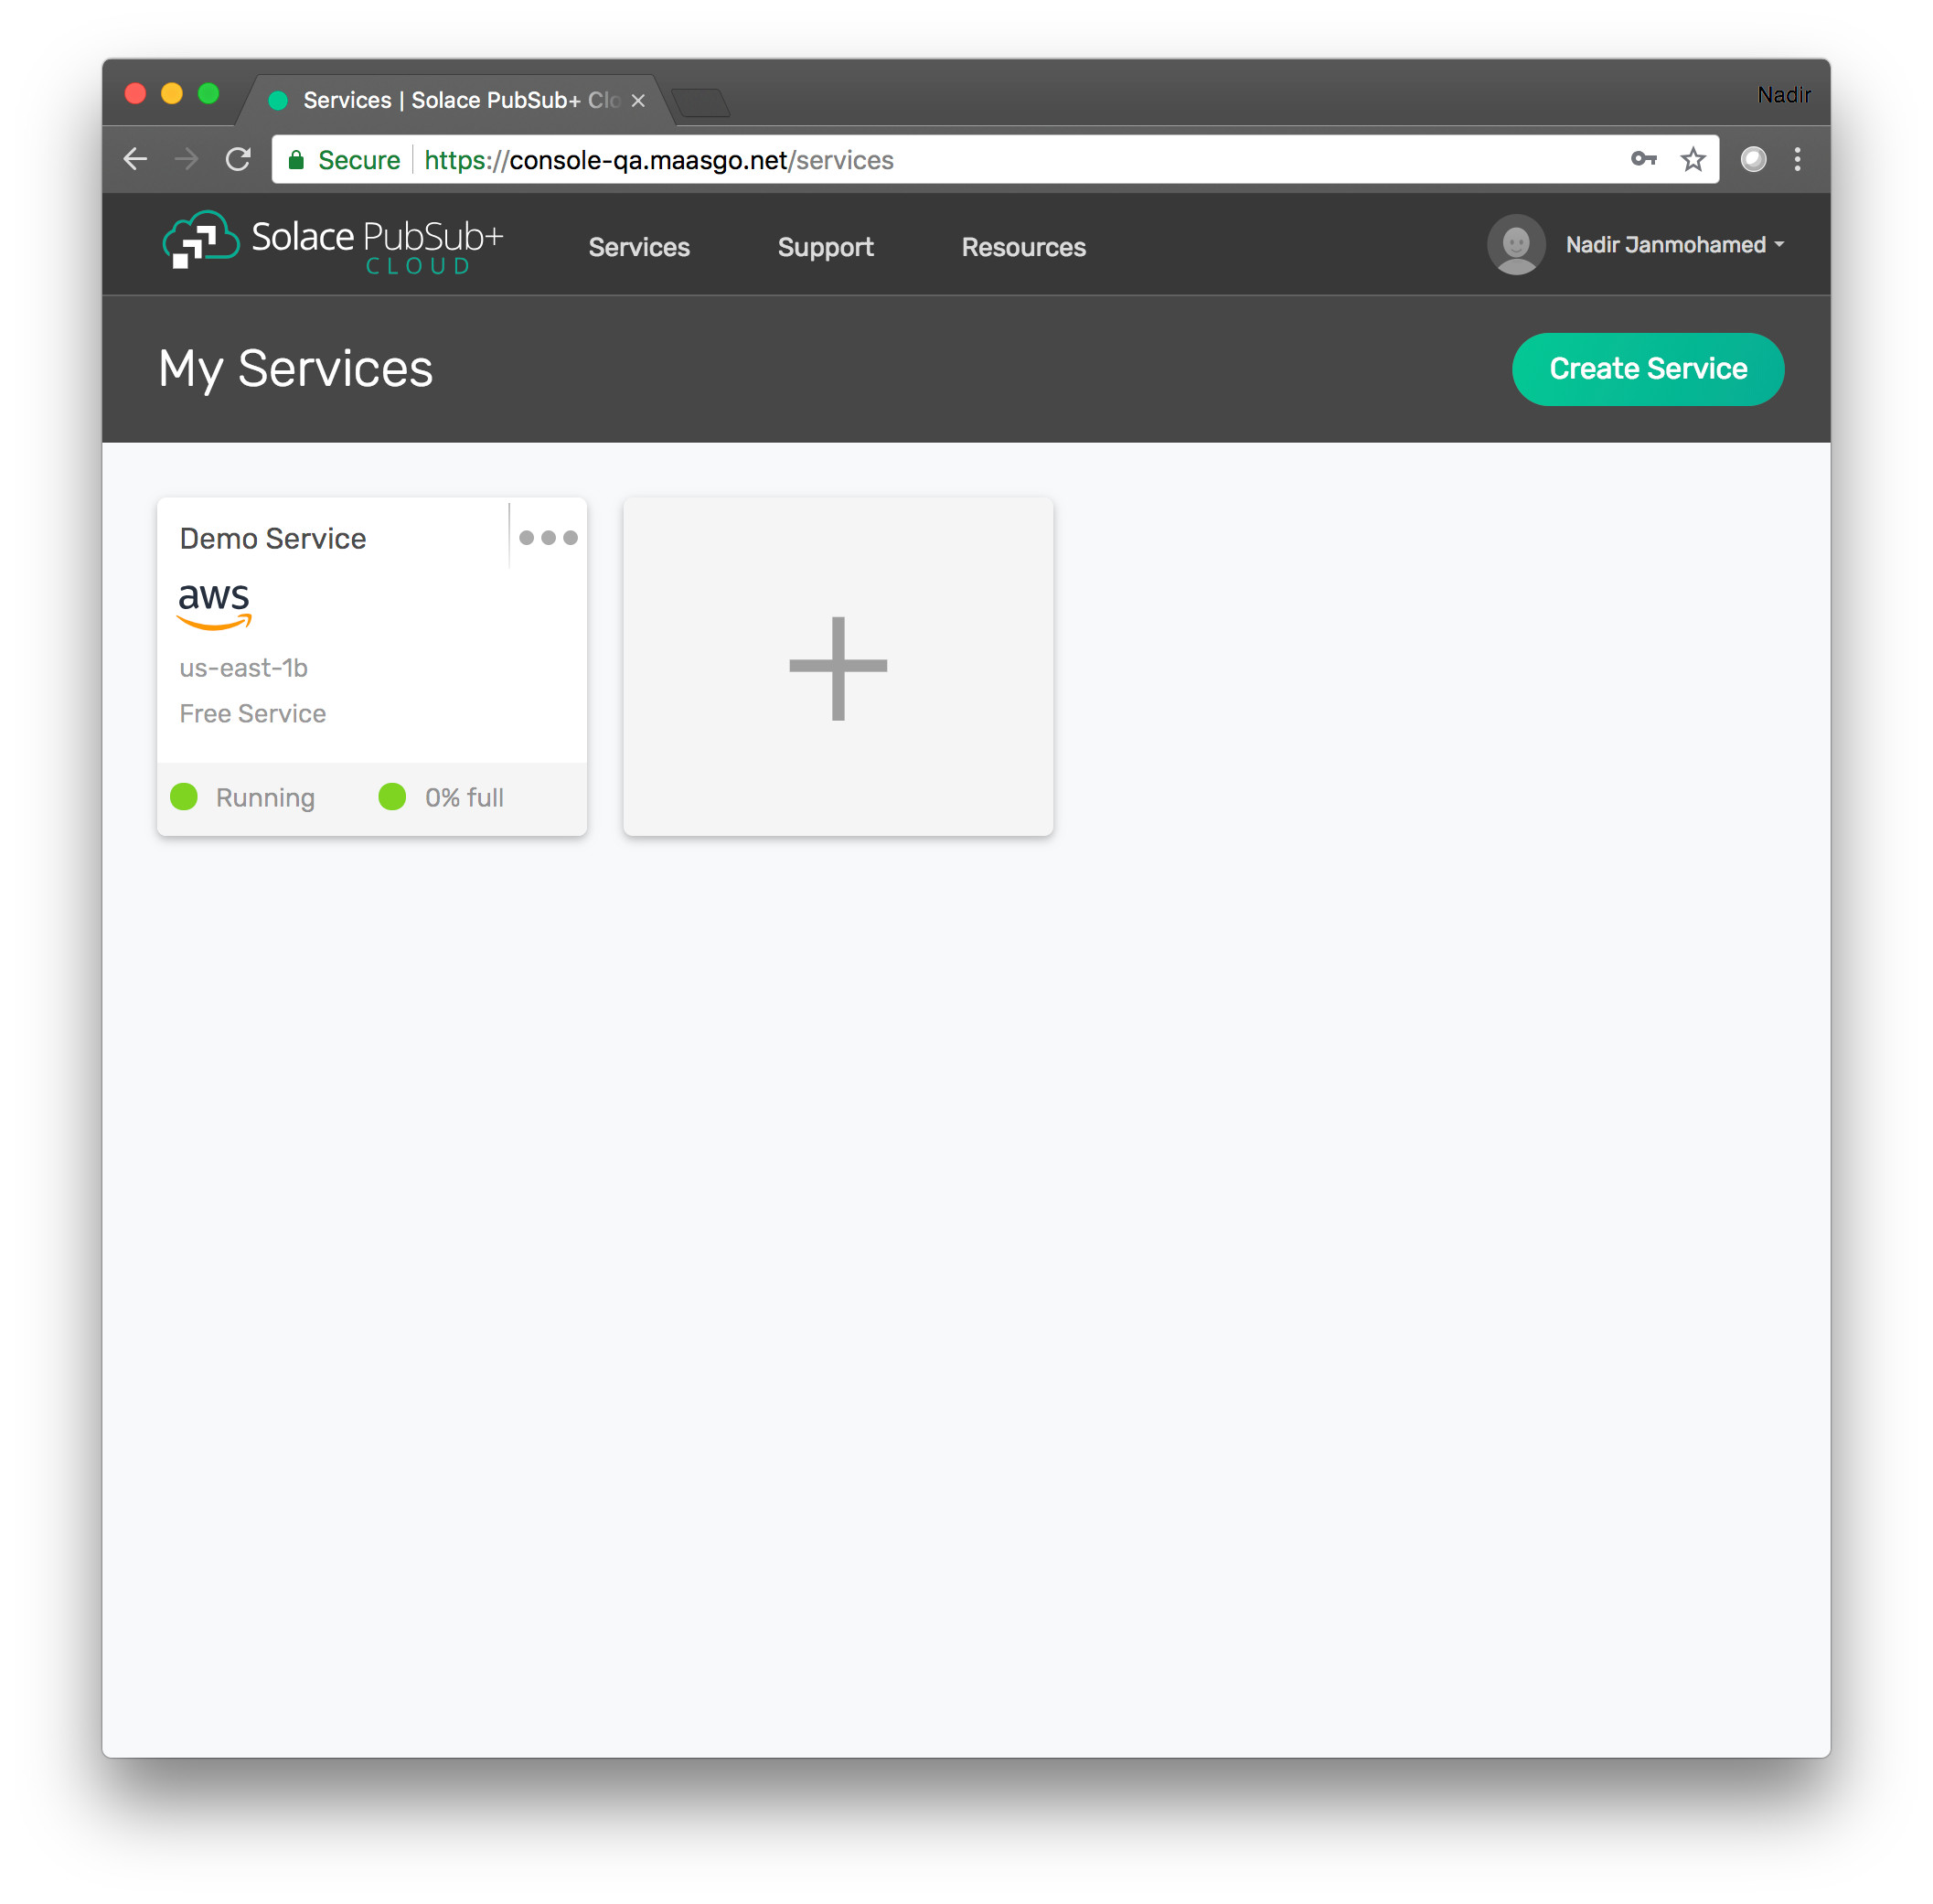 Services | Solace PubSub+ Clo
Nadir
Secure
https://console-qa.maasgo.net/services
Solace PubSub+
CLOUD
Services
Support
Resources
Nadir Janmohamed
My Services
Create Service
Demo Service
aws
us-east-1b
Free Service
Running
0% full